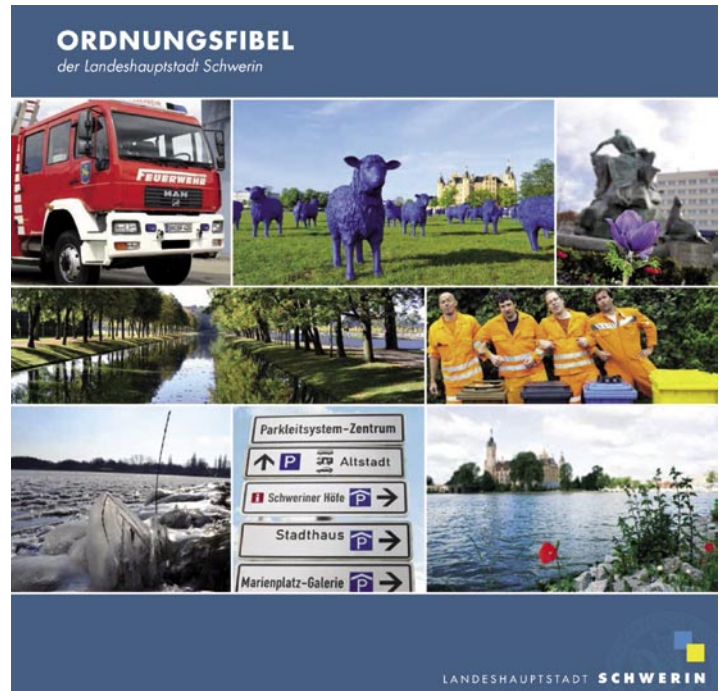 ORDNUNGSFIBEL
der Landeshauptstadt Schwerin
FEUERWEHR
MAN
Parkleitsystem-Zentrum
P Altstadt
i Schweriner Höfe P
Stadthaus P
Marienplatz-Galerie P
LANDESHAUPTSTADT SCHWERIN